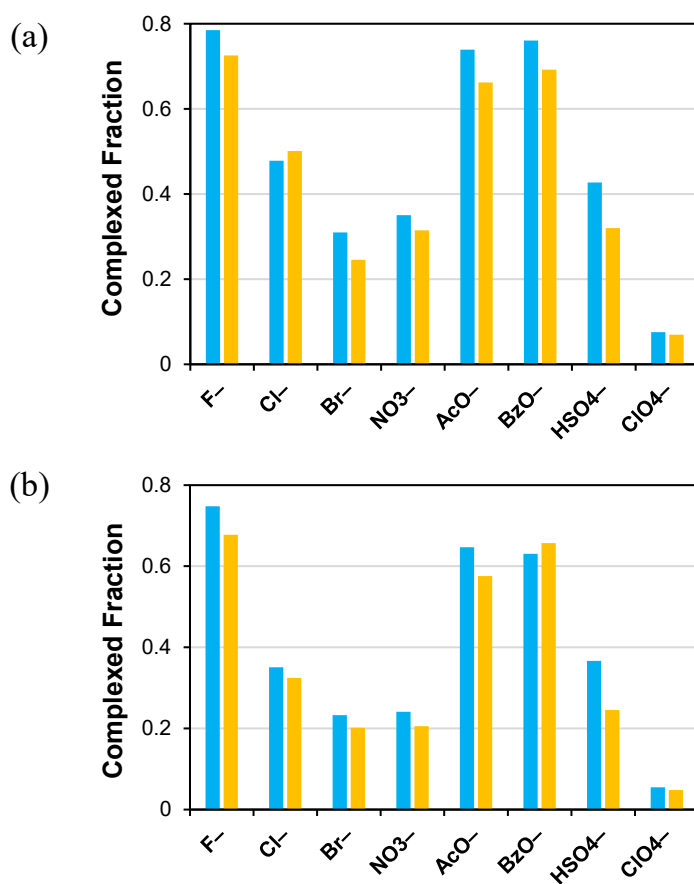 (a)
Complexed Fraction
0.8
0.6
0.4
0.2
0
F–
Cl–
Br–
NO3–
AcO–
BzO–
HSO4–
ClO4–
(b)
Complexed Fraction
0.8
0.6
0.4
0.2
0
F–
Cl–
Br–
NO3–
AcO–
BzO–
HSO4–
ClO4–